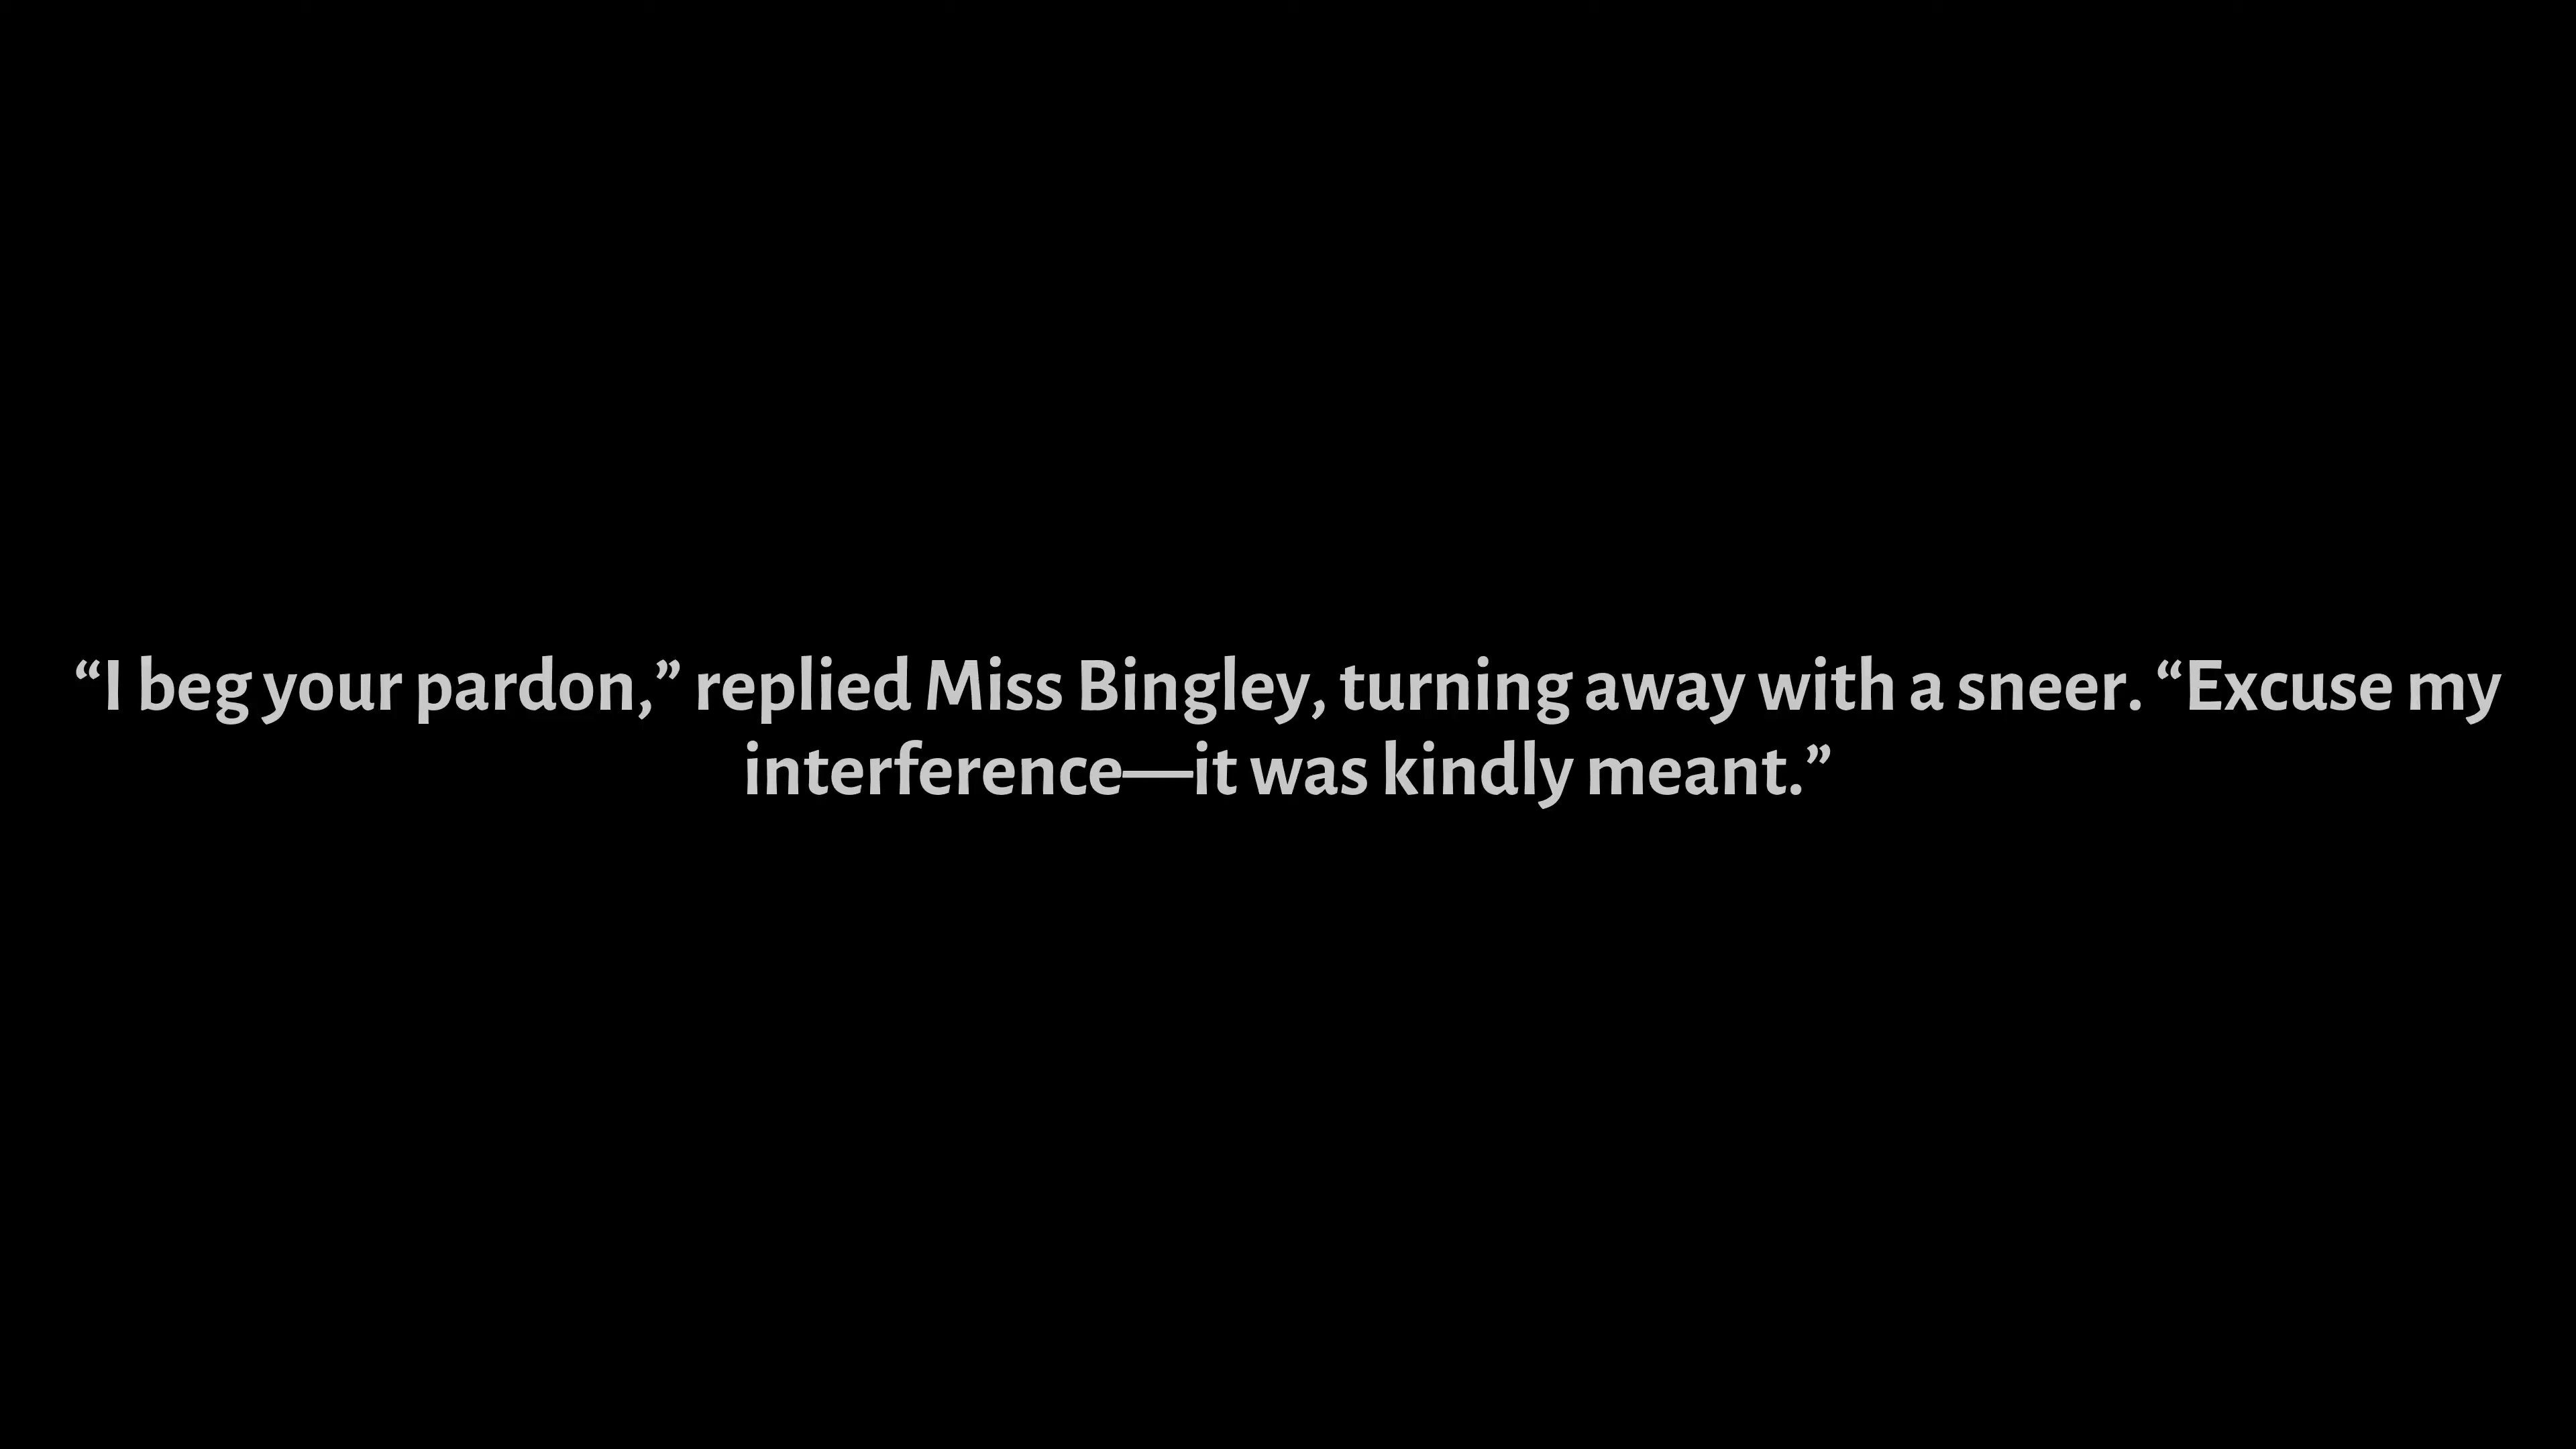 “I beg your pardon,” replied Miss Bingley, turning away with a sneer. “Excuse my
interference—it was kindly meant.”